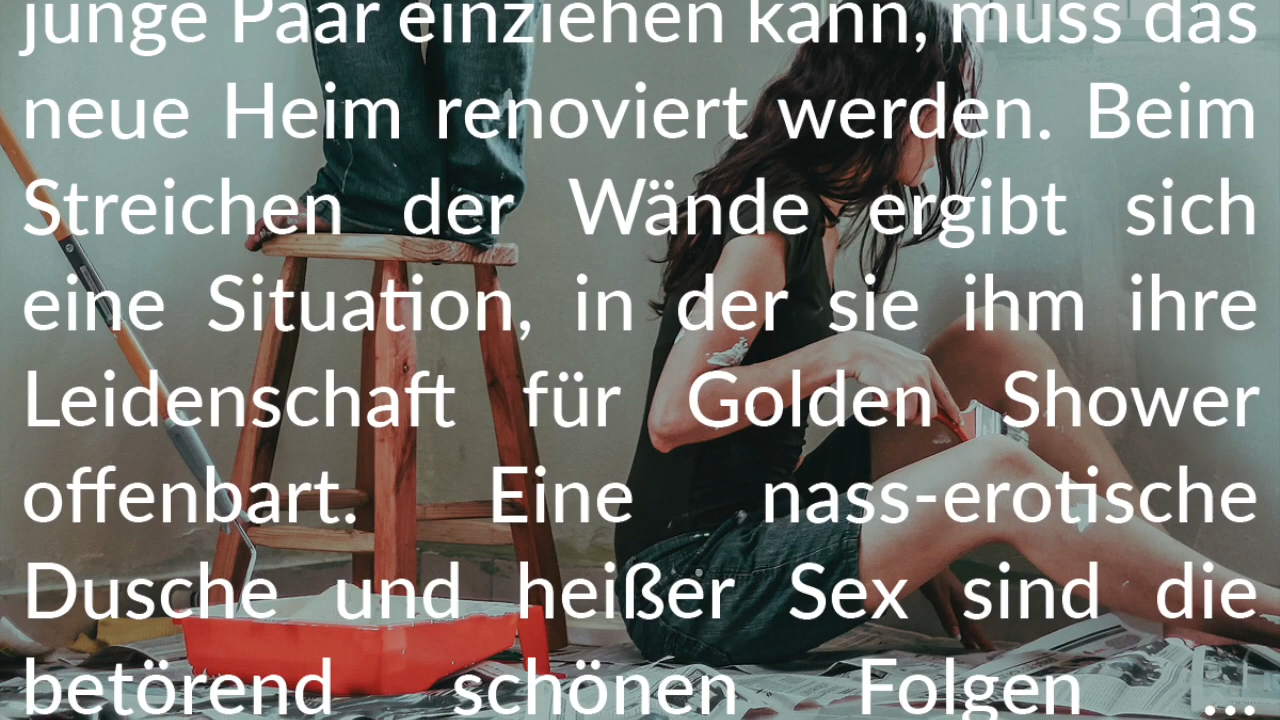 junge Paar einziehen kann, muss das
neue Heim renoviert werden. Beim
Streichen der Wände ergibt sich
eine Situation, in der sie ihm ihre
Leidenschaft für Golden Shower
offenbart. Eine nass-erotische
Dusche und heißer Sex sind die
betörend schönen Folgen ...